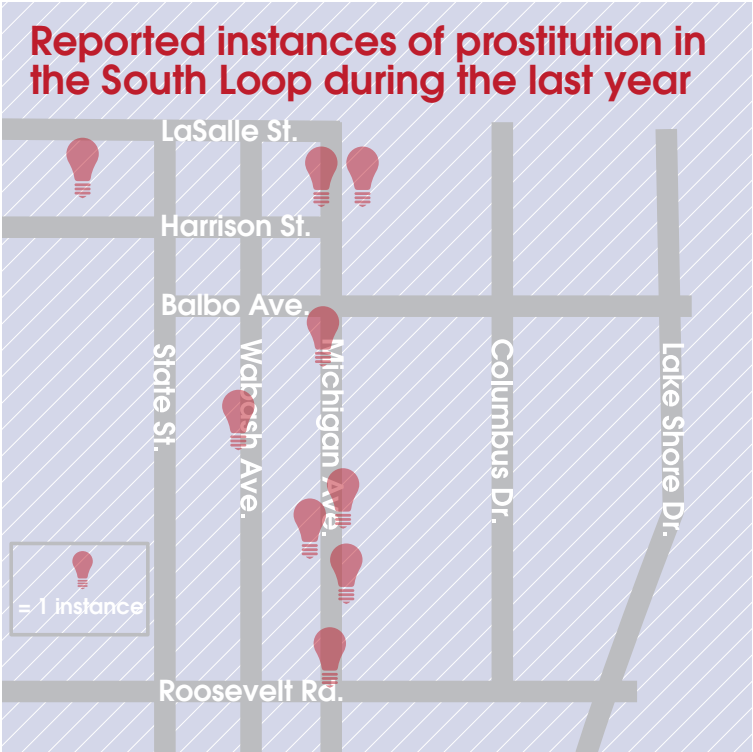 Reported instances of prostitution in
the South Loop during the last year
LaSalle St.
Harrison St.
Balbo Ave.
State St.
Wabash Ave.
Michigan Ave.
Columbus Dr.
Lake Shore Dr.
= 1 instance
Roosevelt Rd.